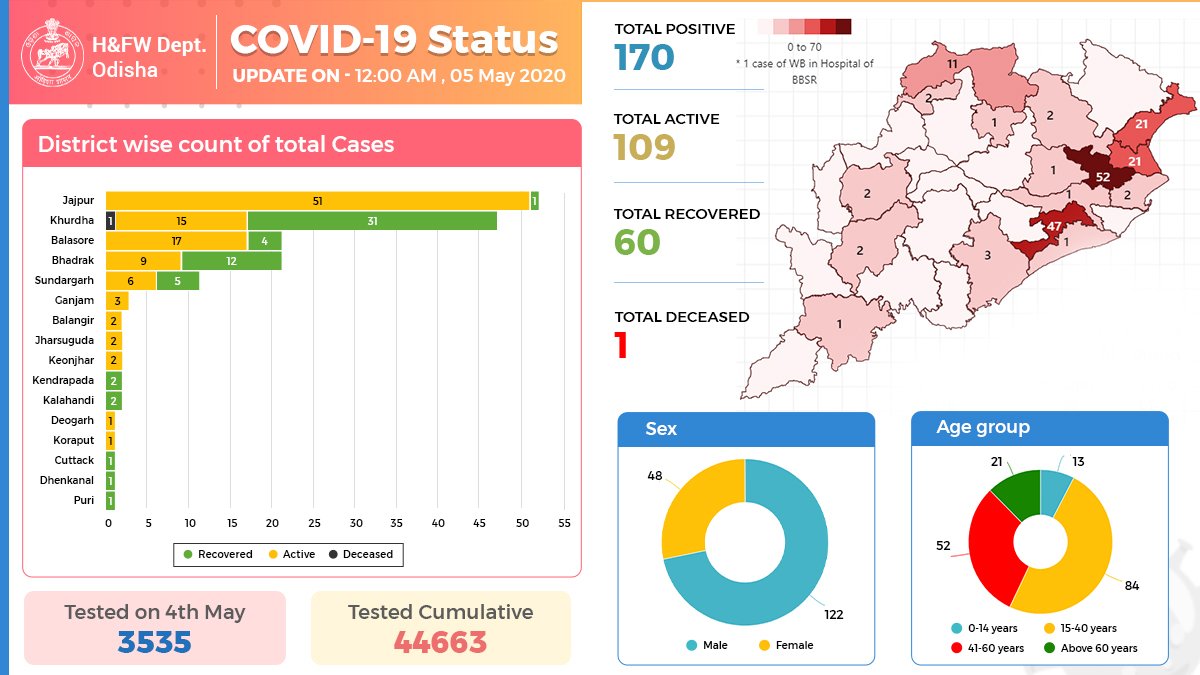 H&FW Dept.
Odisha
COVID-19 Status
UPDATE ON - 12:00 AM , 05 May 2020
District wise count of total Cases
Jajpur 51 1
Khurdha 1 15 31
Balasore 17 4
Bhadrak 9 12
Sundargarh 6 5
Ganjam 3
Balangir 2
Jharsuguda 2
Keonjhar 2
Kendrapada 2
Kalahandi 2
Deogarh 1
Koraput 1
Cuttack 1
Dhenkanal 1
Puri 1
0 5 10 15 20 25 30 35 40 45 50 55
Recovered Active Deceased
Tested on 4th May
3535
Tested Cumulative
44663
TOTAL POSITIVE
170
TOTAL ACTIVE
109
TOTAL RECOVERED
60
TOTAL DECEASED
1
0 to 70
* 1 case of WB in Hospital of
BBSR
11
2
1
2
21
21
1
52
2
1
2
47
1
2
3
1
Sex
48
122
Male Female
Age group
21
13
52
84
0-14 years 15-40 years
41-60 years Above 60 years